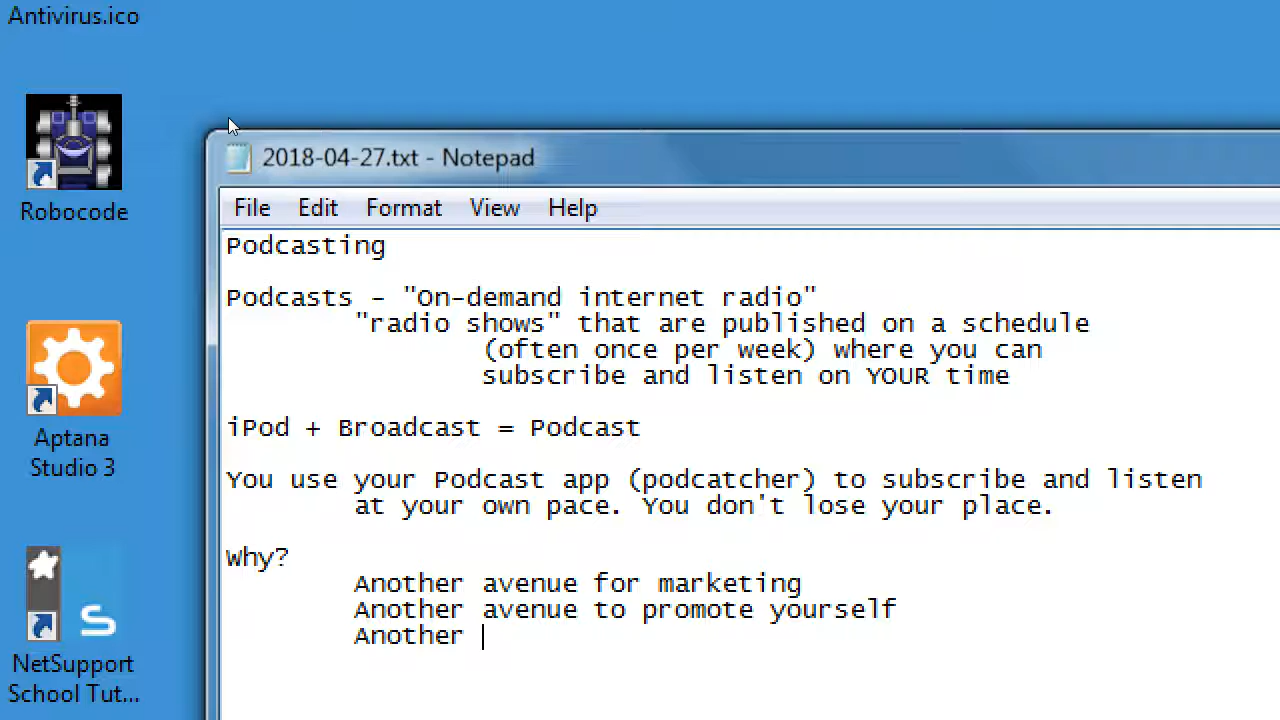 Antivirus.ico
Robocode
Aptana
Studio 3
NetSupport
School Tut...
2018-04-27.txt - Notepad
File Edit Format View Help
Podcasting
Podcasts - "On-demand internet radio"
"radio shows" that are published on a schedule
(often once per week) where you can
subscribe and listen on YOUR time
iPod + Broadcast = Podcast
You use your Podcast app (podcatcher) to subscribe and listen
at your own pace. You don't lose your place.
Why?
Another avenue for marketing
Another avenue to promote yourself
Another